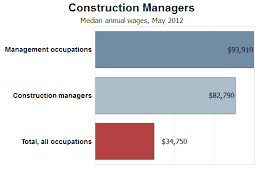 Construction Managers
Median annual wages, May 2012
Management occupations
$93,910
Construction managers
$82,790
Total, all occupations
$34,750